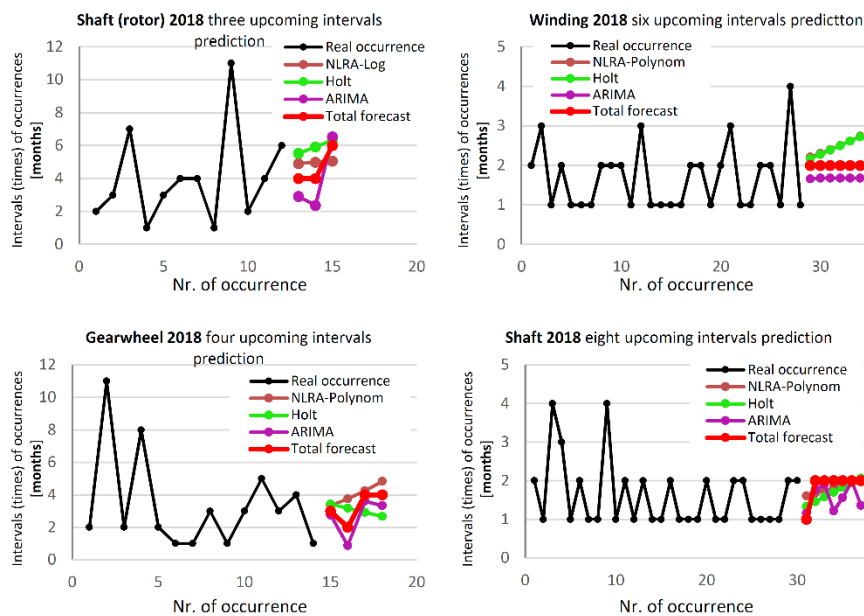 Shaft (rotor) 2018 three upcoming intervals
prediction
Intervals (times) of occurrences
[months]
12
10
8
6
4
2
0
Real occurrence
NLRA-Log
Holt
ARIMA
Total forecast
0 5 10 15 20
Nr. of occurrence
Winding 2018 six upcoming intervals predictton
Intervals (times) of occurrences
[months]
5
4
3
2
1
0
Real occurrence
NLRA-Polynom
Holt
ARIMA
Total forecast
0 10 20 30
Nr. of occurrence
Gearwheel 2018 four upcoming intervals
prediction
Intervals (times) of occurrences
[months]
12
10
8
6
4
2
0
Real occurrence
NLRA-Polynom
Holt
ARIMA
Total forecast
0 5 10 15 20
Nr. of occurrence
Shaft 2018 eight upcoming intervals prediction
Intervals (times) of occurrences
[months]
5
4
3
2
1
0
Real occurrence
NLRA-Polynom
Holt
ARIMA
Total forecast
0 10 20 30
Nr. of occurrence